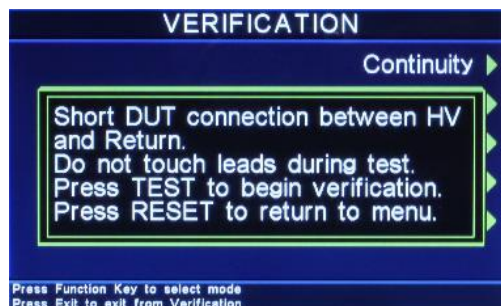 VERIFICATION
Continuity
Short DUT connection between HV
and Return.
Do not touch leads during test.
Press TEST to begin verification.
Press RESET to return to menu.
Press Function Key to select mode
Press Exit to exit from Verification